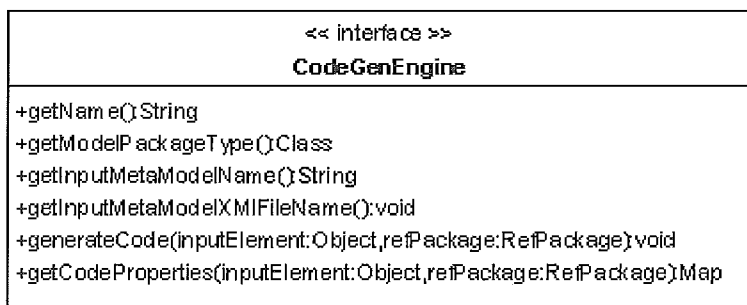 << interface >>
CodeGenEngine
+getName():String
+getModelPackageType():Class
+getInputMetaModelName():String
+getInputMetaModelXMIFileName():void
+generateCode(inputElement:Object,refPackage:RefPackage):void
+getCodeProperties(inputElement:Object,refPackage:RefPackage):Map